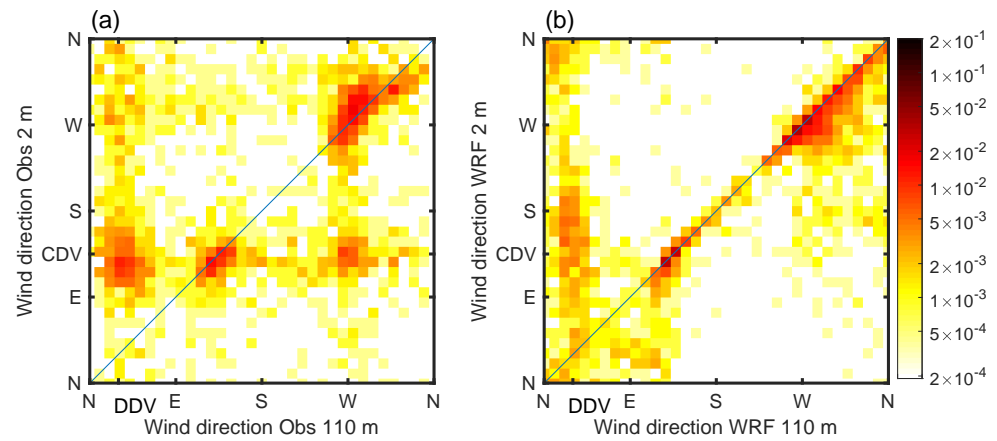 (a)
(b)
N
W
S
CDV
E
N
Wind direction Obs 2 m
N
DDV
E
S
W
N
Wind direction Obs 110 m
N
W
S
CDV
E
N
Wind direction WRF 2 m
N
DDV
E
S
W
N
Wind direction WRF 110 m
2×10⁻¹
1×10⁻¹
5×10⁻²
2×10⁻²
1×10⁻²
5×10⁻³
2×10⁻³
1×10⁻³
5×10⁻⁴
2×10⁻⁴